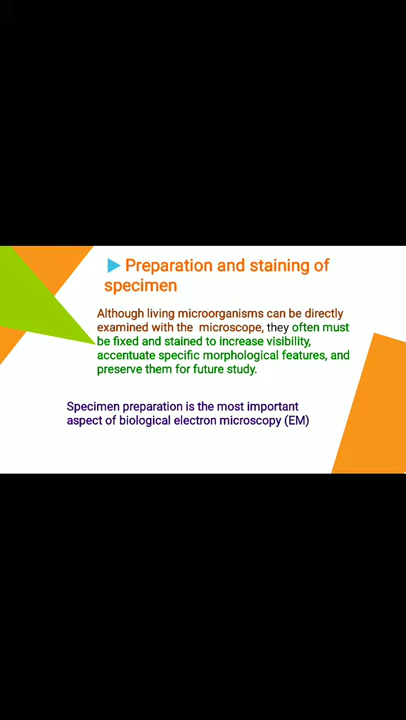 Preparation and staining of
specimen
Although living microorganisms can be directly
examined with the microscope, they often must
be fixed and stained to increase visibility,
accentuate specific morphological features, and
preserve them for future study.
Specimen preparation is the most important
aspect of biological electron microscopy (EM)